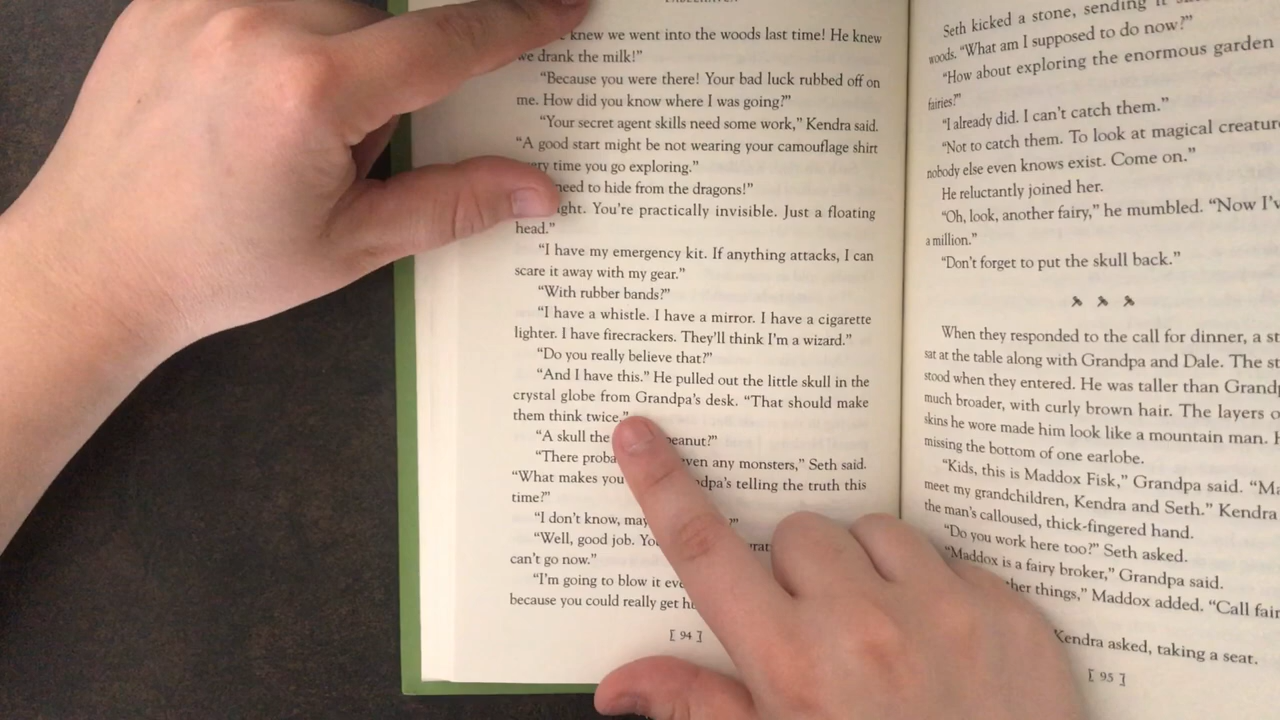 knew we went into the woods last time! He knew
we drank the milk!”
“Because you were there! Your bad luck rubbed off on
me. How did you know where I was going?”
“Your secret agent skills need some work,” Kendra said.
“A good start might be not wearing your camouflage shirt
time you go exploring.”
need to hide from the dragons!”
You’re practically invisible. Just a floating
head.”
“I have my emergency kit. If anything attacks, I can
scare it away with my gear.”
“With rubber bands?”
“I have a whistle. I have a mirror. I have a cigarette
lighter. I have firecrackers. They’ll think I’m a wizard.”
“Do you really believe that?”
“And I have this.” He pulled out the little skull in the
crystal globe from Grandpa’s desk. “That should make
them think twice.”
“A skull the peanut?”
“There even any monsters,” Seth said.
“What makes you telling the truth this
time?”
“I don’t know,
“Well, good job.
can’t go now.”
“I’m going to blow it
because you could really get
[ 94 ]
Seth kicked a stone, sending it
woods. “What am I supposed to do now?”
“How about exploring the enormous garden
fairies?”
“I already did. I can’t catch them.”
“Not to catch them. To look at magical
nobody else even knows exist. Come on.”
He reluctantly joined her.
“Oh, look, another fairy,” he mumbled. “Now
a million.”
“Don’t forget to put the skull back.”
When they responded to the call for dinner, a
sat at the table along with Grandpa and Dale. The
stood when they entered. He was taller than
much broader, with curly brown hair. The layers
skins he wore made him look like a mountain man.
missing the bottom of one earlobe.
“Kids, this is Maddox Fisk,” Grandpa said.
meet my grandchildren, Kendra and Seth.” Kendra
the man’s calloused, thick-fingered hand.
“Do you work here too?” Seth asked.
“Maddox is a fairy broker,” Grandpa said.
things,” Maddox added. “Call
Kendra asked, taking a seat.
[ 95 ]